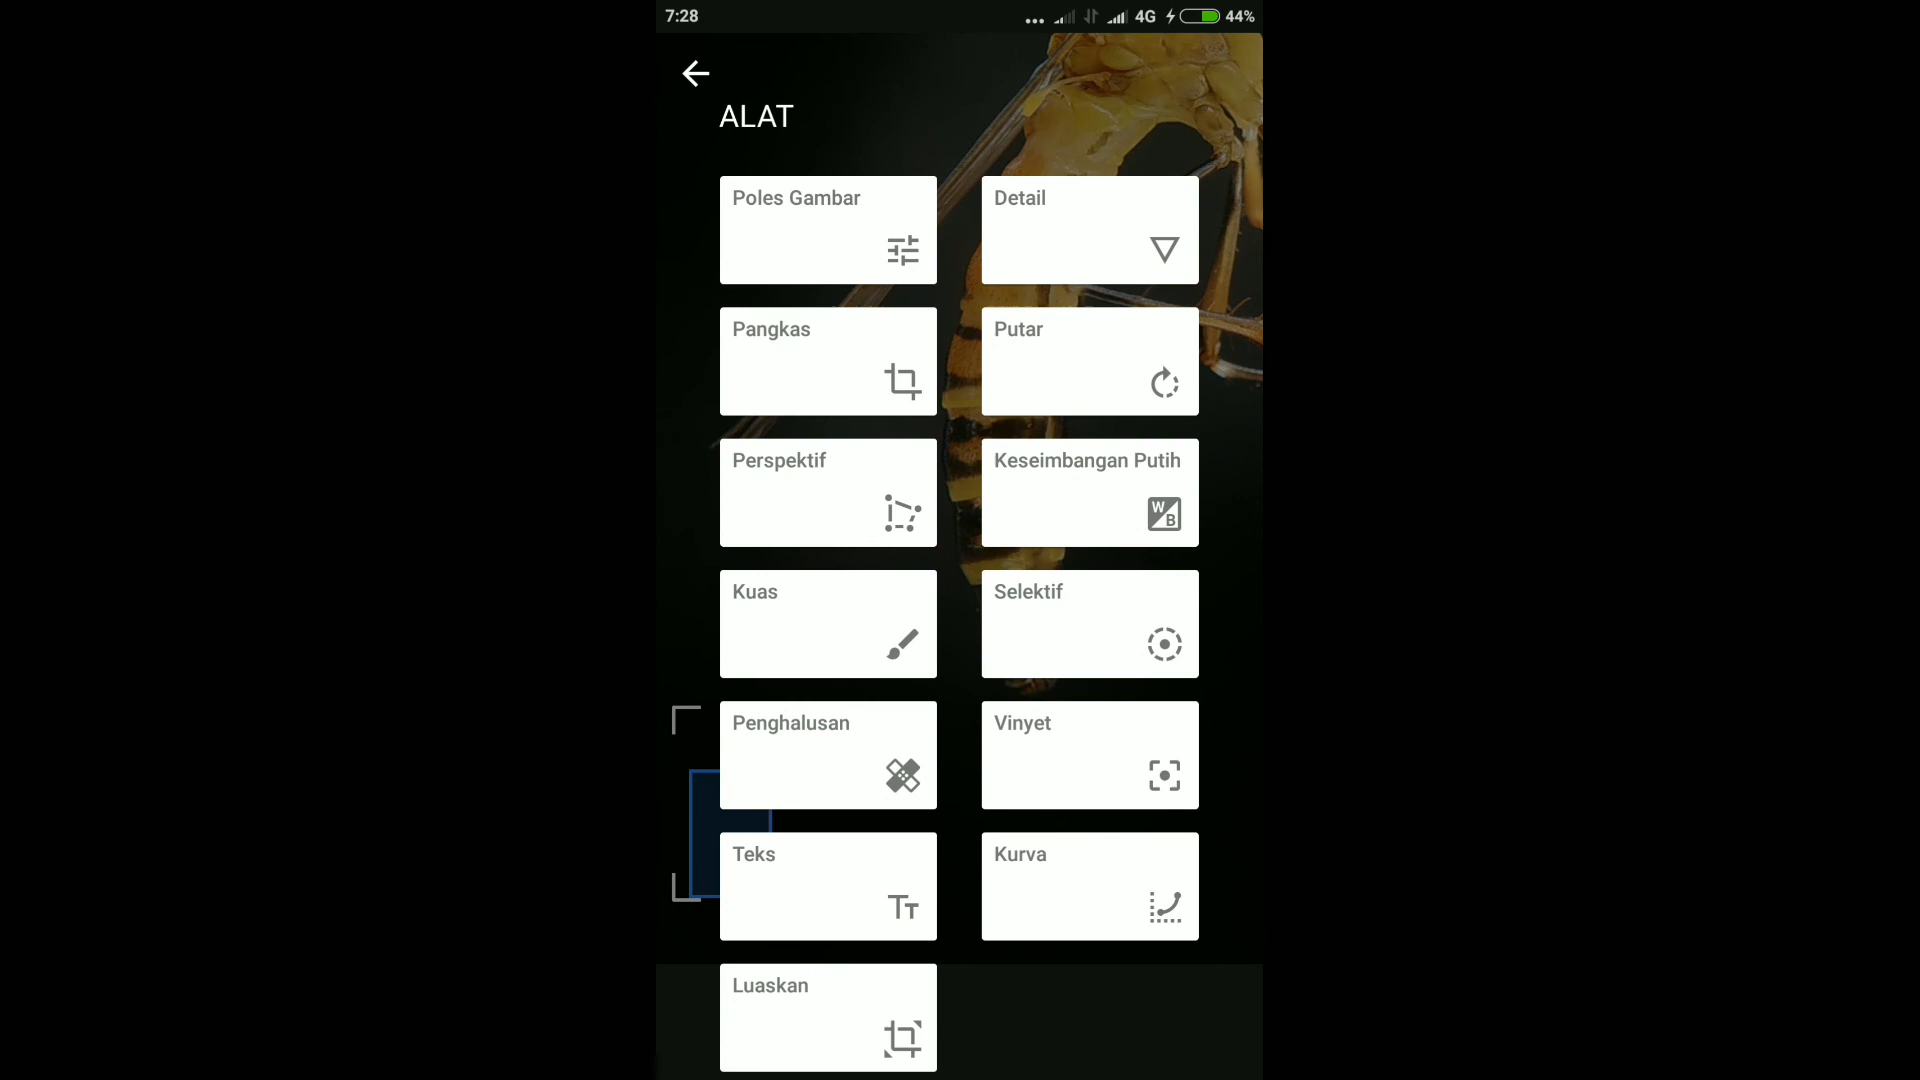 7:28
4G
44%
ALAT
Poles Gambar
Detail
Pangkas
Putar
Perspektif
Keseimbangan Putih
W
B
Kuas
Selektif
Penghalusan
Vinyet
Teks
Kurva
TT
Luaskan